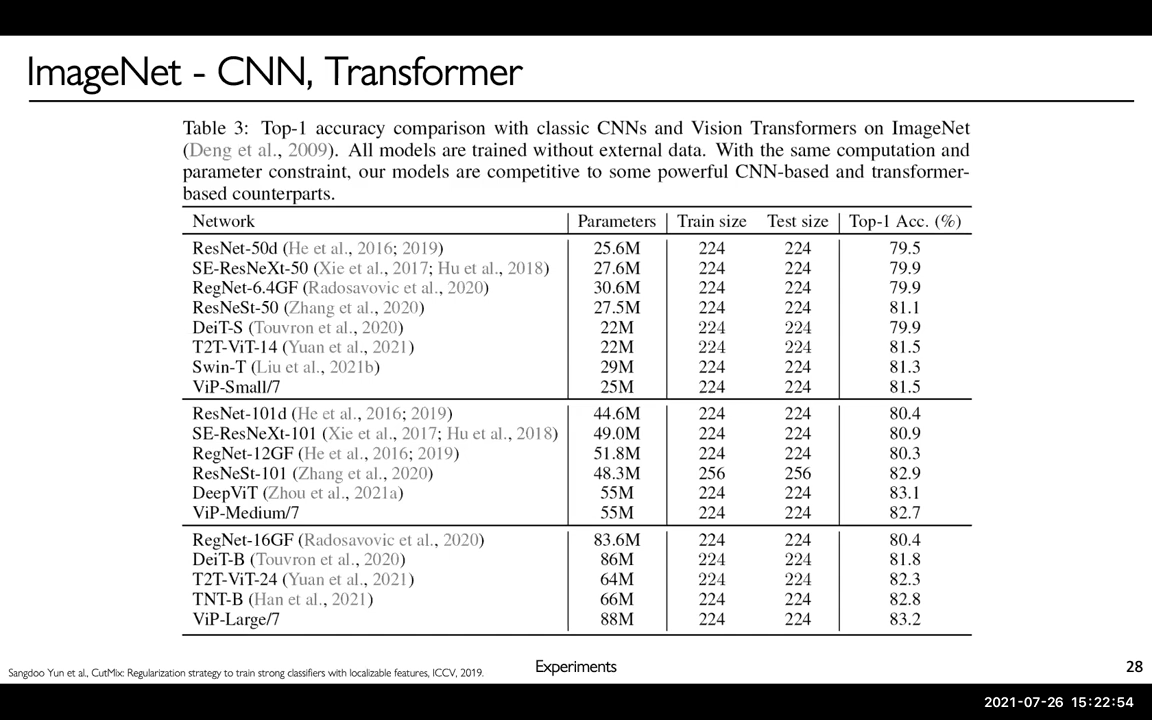 ImageNet - CNN, Transformer
Table 3: Top-1 accuracy comparison with classic CNNs and Vision Transformers on ImageNet
(Deng et al., 2009). All models are trained without external data. With the same computation and
parameter constraint, our models are competitive to some powerful CNN-based and transformer-
based counterparts.
Network Parameters Train size Test size Top-1 Acc. (%)
ResNet-50d (He et al., 2016; 2019) 25.6M 224 224 79.5
SE-ResNeXt-50 (Xie et al., 2017; Hu et al., 2018) 27.6M 224 224 79.9
RegNet-6.4GF (Radosavovic et al., 2020) 30.6M 224 224 79.9
ResNeSt-50 (Zhang et al., 2020) 27.5M 224 224 81.1
DeiT-S (Touvron et al., 2020) 22M 224 224 79.9
T2T-ViT-14 (Yuan et al., 2021) 22M 224 224 81.5
Swin-T (Liu et al., 2021b) 29M 224 224 81.3
ViP-Small/7 25M 224 224 81.5
ResNet-101d (He et al., 2016; 2019) 44.6M 224 224 80.4
SE-ResNeXt-101 (Xie et al., 2017; Hu et al., 2018) 49.0M 224 224 80.9
RegNet-12GF (He et al., 2016; 2019) 51.8M 224 224 80.3
ResNeSt-101 (Zhang et al., 2020) 48.3M 256 256 82.9
DeepViT (Zhou et al., 2021a) 55M 224 224 83.1
ViP-Medium/7 55M 224 224 82.7
RegNet-16GF (Radosavovic et al., 2020) 83.6M 224 224 80.4
DeiT-B (Touvron et al., 2020) 86M 224 224 81.8
T2T-ViT-24 (Yuan et al., 2021) 64M 224 224 82.3
TNT-B (Han et al., 2021) 66M 224 224 82.8
ViP-Large/7 88M 224 224 83.2
Sangdoo Yun et al., CutMix: Regularization strategy to train strong classifiers with localizable features, ICCV, 2019.
Experiments
28
2021-07-26 15:22:54